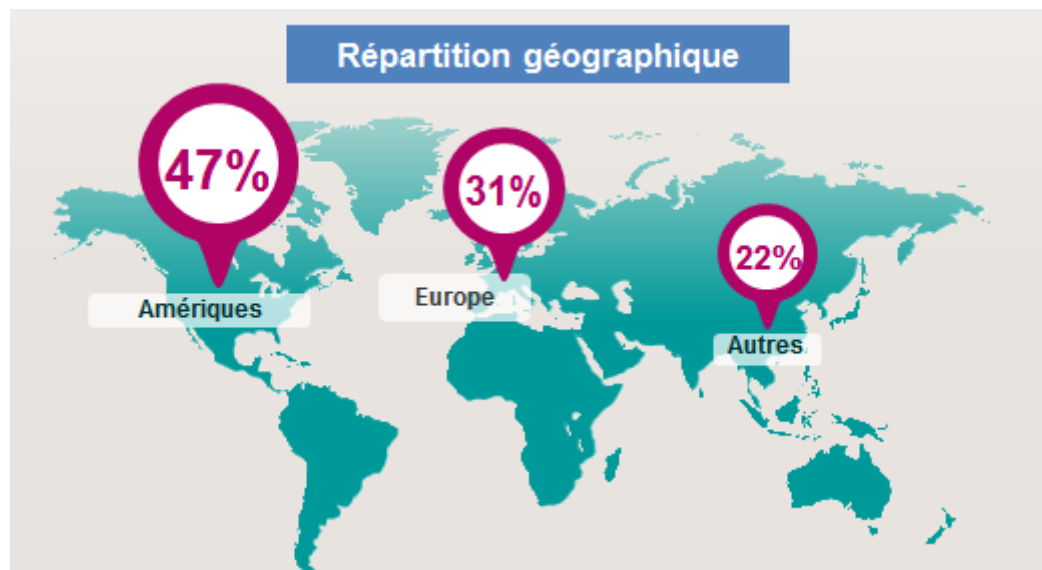 Répartition géographique
47%
31%
22%
Amériques
Europe
Autres